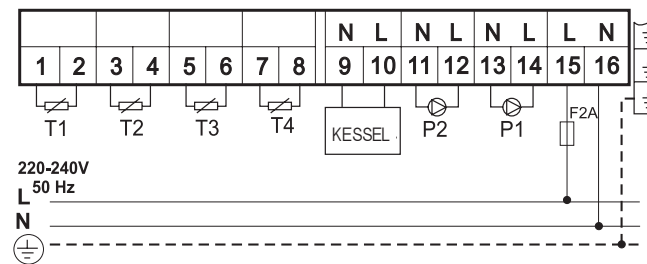 N L N L N L L N
1 2 3 4 5 6 7 8 9 10 11 12 13 14 15 16
T1 T2 T3 T4 KESSEL P2 P1 F2A
220-240V
50 Hz
L
N